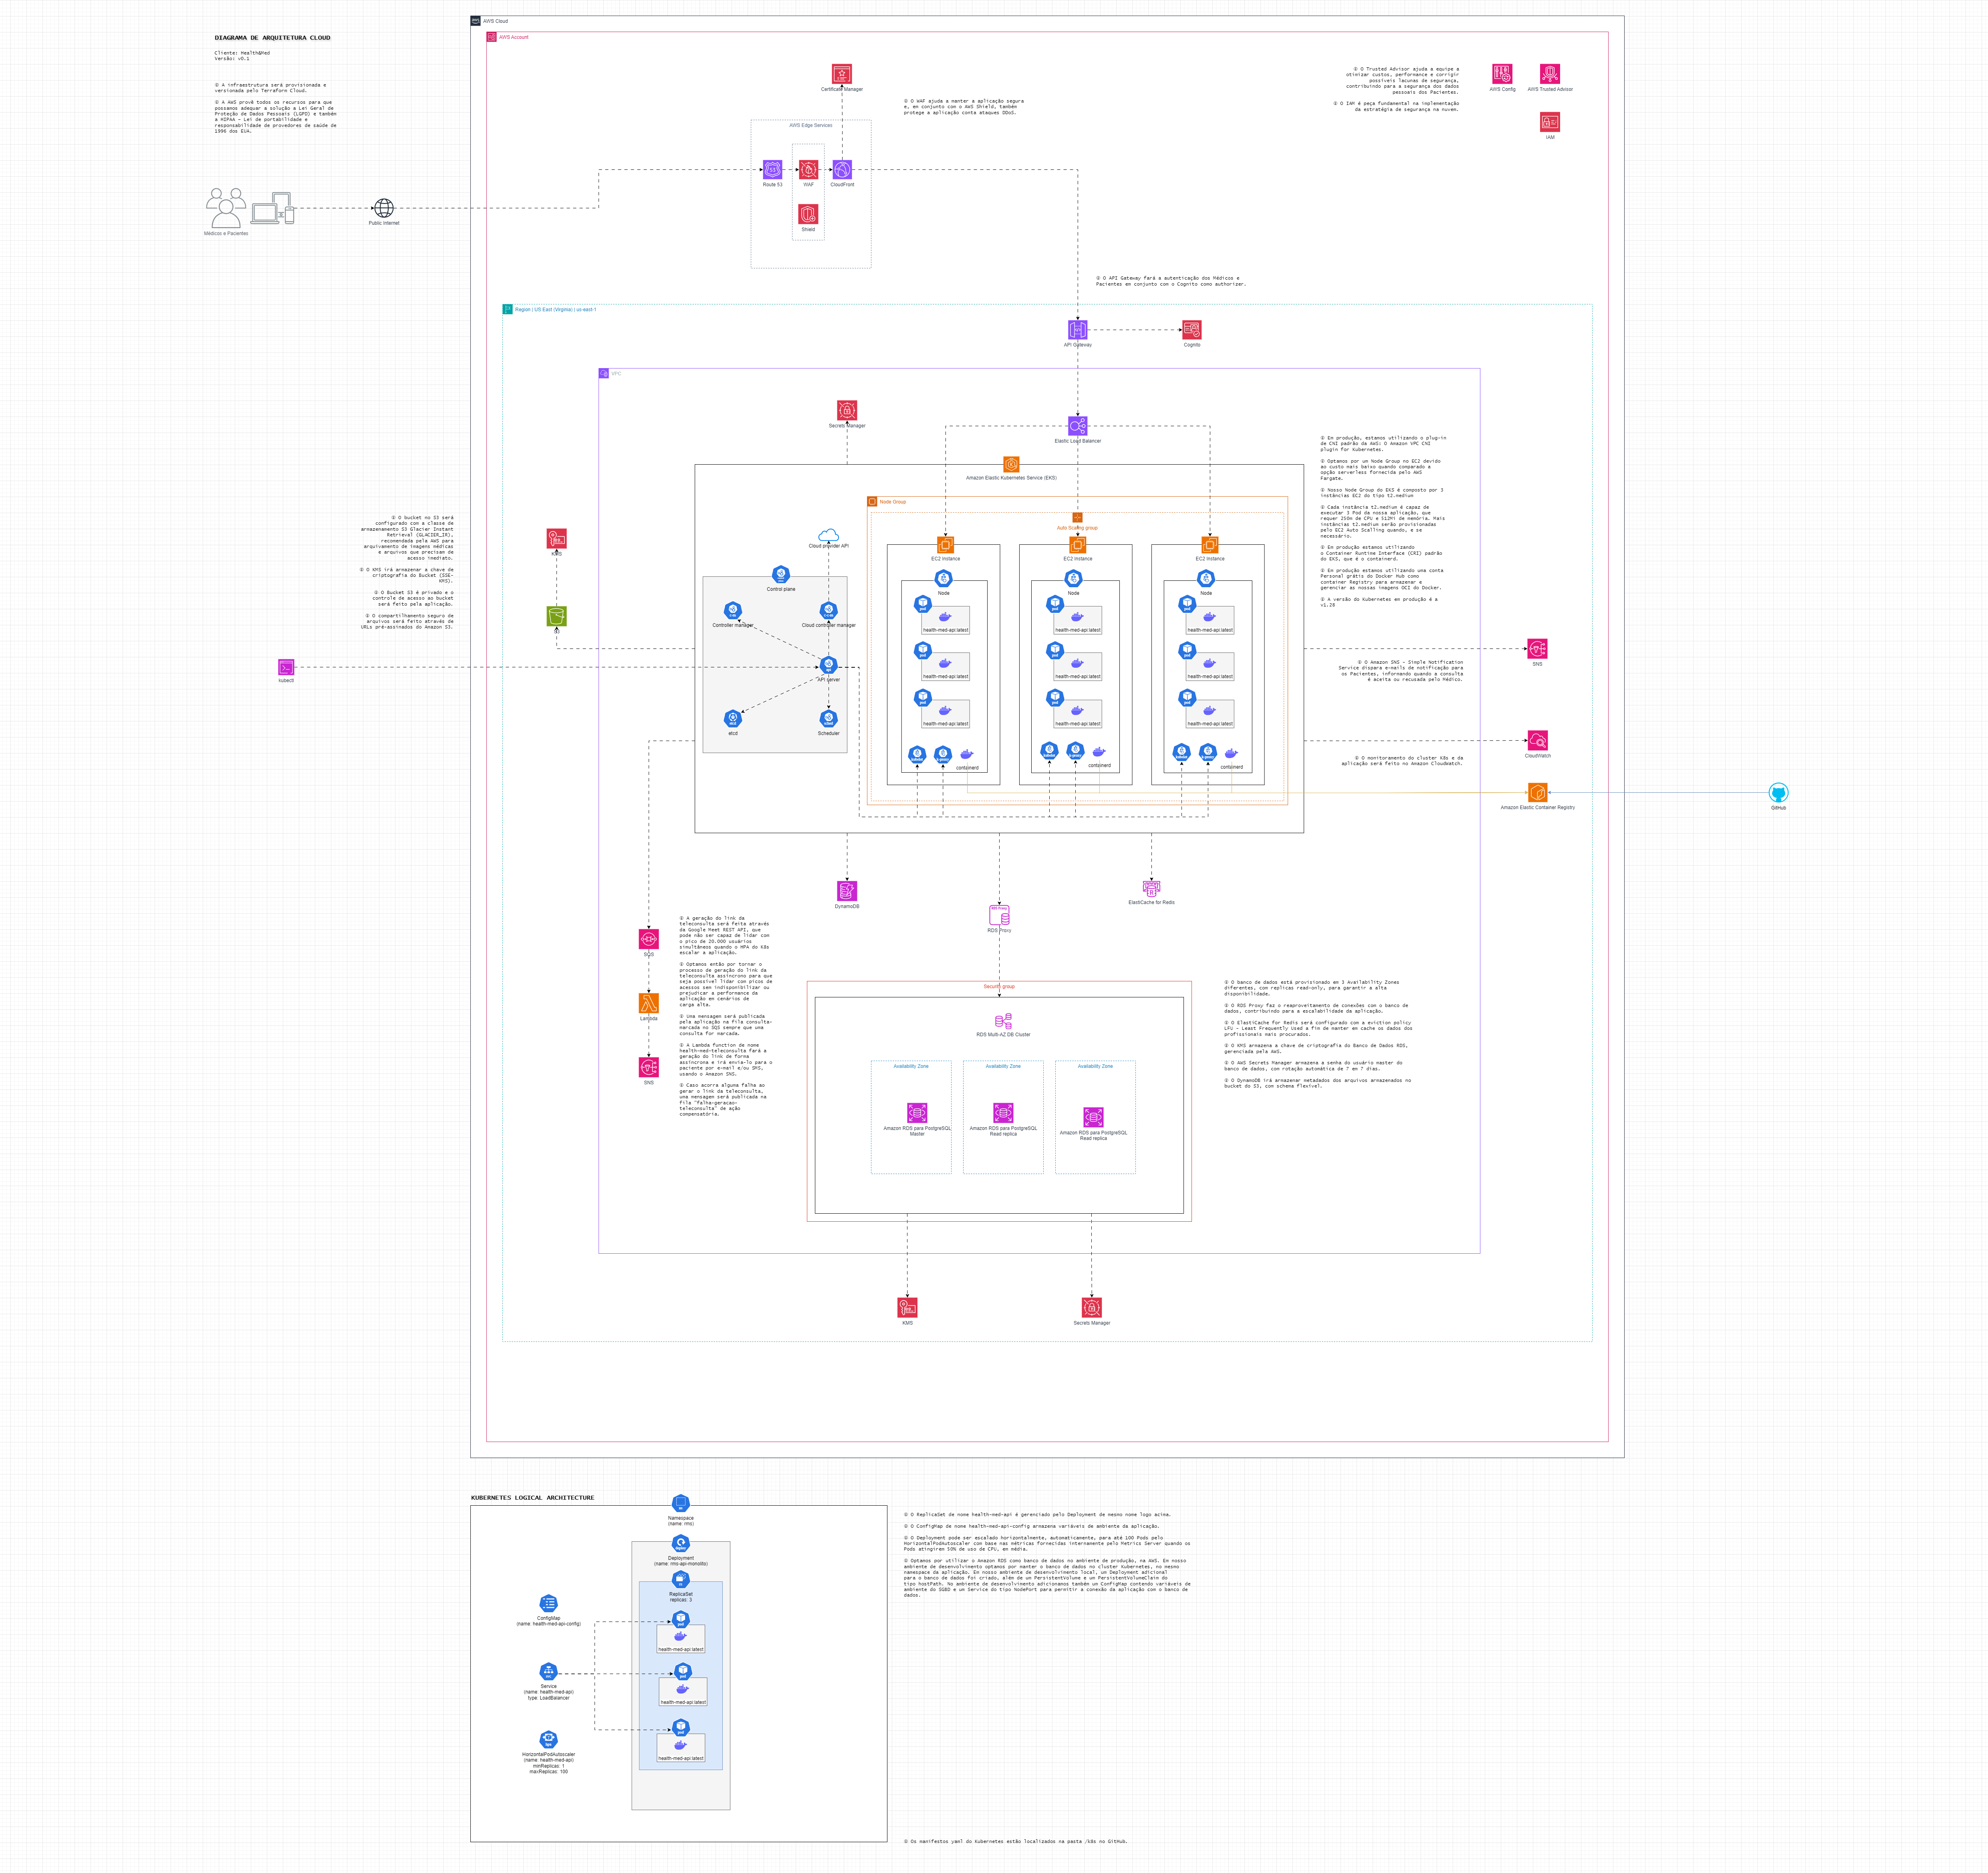 DIAGRAMA DE ARQUITETURA CLOUD
Cliente: Health&Med
Versão: v0.1
① A infraestrutura será provisionada e
versionada pelo Terraform Cloud.
① A AWS provê todos os recursos para que
possamos adequar a solução a Lei Geral de
Proteção de Dados Pessoais (LGPD) e também
a HIPAA - Lei de portabilidade e
responsabilidade de provedores de saúde de
1996 dos EUA.
Médicos e Pacientes
Public Internet
AWS Cloud
AWS Account
Certificate Manager
① O WAF ajuda a manter a aplicação segura
e, em conjunto com o AWS Shield, também
protege a aplicação conta ataques DDoS.
AWS Edge Services
Route 53
WAF
CloudFront
Shield
① O Trusted Advisor ajuda a equipe a
otimizar custos, performance e corrigir
possíveis lacunas de segurança,
contribuindo para a segurança dos dados
pessoais dos Pacientes.
① O IAM é peça fundamental na implementação
da estratégia de segurança na nuvem.
AWS Config
AWS Trusted Advisor
IAM
① O API Gateway fará a autenticação dos Médicos e
Pacientes em conjunto com o Cognito como authorizer.
Region | US East (Virginia) | us-east-1
API Gateway
Cognito
VPC
Secrets Manager
Elastic Load Balancer
Amazon Elastic Kubernetes Service (EKS)
① Em produção, estamos utilizando o plug-in
de CNI padrão da AWS: O Amazon VPC CNI
plugin for Kubernetes.
① Optamos por um Node Group no EC2 devido
ao custo mais baixo quando comparado a
opção serverless fornecida pelo AWS
Fargate.
① Nosso Node Group do EKS é composto por 3
instâncias EC2 do tipo t2.medium
① Cada instância t2.medium é capaz de
executar 3 Pod da nossa aplicação, que
requer 250m de CPU e 512Mi de memória. Mais
instâncias t2.medium serão provisionadas
pelo EC2 Auto Scalling quando, e se
necessário.
① Em produção estamos utilizando
o Container Runtime Interface (CRI) padrão
do EKS, que é o containerd.
① Em produção estamos utilizando uma conta
Personal grátis do Docker Hub como
container Registry para armazenar e
gerenciar as nossas imagens OCI do Docker.
① A versão do Kubernetes em produção é a
v1.28
Node Group
Auto Scaling group
EC2 instance
EC2 instance
EC2 instance
Node
Node
Node
health-med-api:latest
health-med-api:latest
health-med-api:latest
health-med-api:latest
health-med-api:latest
health-med-api:latest
health-med-api:latest
health-med-api:latest
health-med-api:latest
containerd
containerd
containerd
Cloud provider API
Control plane
Controller manager
Cloud controller manager
API server
etcd
Scheduler
① O bucket no S3 será
configurado com a classe de
armazenamento S3 Glacier Instant
Retrieval (GLACIER_IR),
recomendada pela AWS para
arquivamento de imagens médicas
e arquivos que precisam de
acesso imediato.
① O KMS irá armazenar a chave de
criptografia do Bucket (SSE-
KMS).
① O Bucket S3 é privado e o
controle de acesso ao bucket
será feito pela aplicação.
① O compartilhamento seguro de
arquivos será feito através de
URLs pré-assinados do Amazon S3.
KMS
S3
kubectl
SNS
① O Amazon SNS - Simple Notification
Service dispara e-mails de notificação para
os Pacientes, informando quando a consulta
é aceita ou recusada pelo Médico.
CloudWatch
① O monitoramento do cluster K8s e da
aplicação será feito no Amazon CloudWatch.
Amazon Elastic Container Registry
GitHub
DynamoDB
RDS Proxy
ElastiCache for Redis
SQS
Lambda
SNS
① A geração do link da
teleconsulta será feita através
da Google Meet REST API, que
pode não ser capaz de lidar com
o pico de 20.000 usuários
simultâneos quando o HPA do K8s
escalar a aplicação.
① Optamos então por tornar o
processo de geração do link da
teleconsulta assíncrono para que
seja possível lidar com picos de
acessos sem indisponibilizar ou
prejudicar a performance da
aplicação em cenários de
carga alta.
① Uma mensagem será publicada
pela aplicação na fila consulta-
marcada no SQS sempre que uma
consulta for marcada.
① A Lambda function de nome
health-med-teleconsulta fará a
geração do link de forma
assíncrona e irá enviá-lo para o
paciente por e-mail e/ou SMS,
usando o Amazon SNS.
① Caso acorra alguma falha ao
gerar o link da teleconsulta,
uma mensagem será publicada na
fila "falha-geracao-
teleconsulta" de ação
compensatória.
Security group
RDS Multi-AZ DB Cluster
Availability Zone
Availability Zone
Availability Zone
Amazon RDS para PostgreSQL
Master
Amazon RDS para PostgreSQL
Read replica
Amazon RDS para PostgreSQL
Read replica
① O banco de dados está provisionado em 3 Availability Zones
diferentes, com replicas read-only, para garantir a alta
disponibilidade.
① O RDS Proxy faz o reaproveitamento de conexões com o banco de
dados, contribuindo para a escalabilidade da aplicação.
① O ElastiCache for Redis será configurado com a eviction policy
LFU - Least Frequently Used a fim de manter em cache os dados dos
profissionais mais procurados.
① O KMS armazena a chave de criptografia do Banco de Dados RDS,
gerenciada pela AWS.
① O AWS Secrets Manager armazena a senha do usuário master do
banco de dados, com rotação automática de 7 em 7 dias.
① O DynamoDB irá armazenar metadados dos arquivos armazenados no
bucket do S3, com schema flexível.
KMS
Secrets Manager
KUBERNETES LOGICAL ARCHITECTURE
Namespace
(name: rms)
Deployment
(name: rms-api-monolito)
ReplicaSet
replicas: 3
health-med-api:latest
health-med-api:latest
health-med-api:latest
ConfigMap
(name: health-med-api-config)
Service
(name: health-med-api)
type: LoadBalancer
HorizontalPodAutoscaler
(name: health-med-api)
minReplicas: 1
maxReplicas: 100
① O ReplicaSet de nome health-med-api é gerenciado pelo Deployment de mesmo nome logo acima.
① O ConfigMap de nome health-med-api-config armazena variáveis de ambiente da aplicação.
① O Deployment pode ser escalado horizontalmente, automaticamente, para até 100 Pods pelo
HorizontalPodAutoscaler com base nas métricas fornecidas internamente pelo Metrics Server quando os
Pods atingirem 50% de uso de CPU, em média.
① Optamos por utilizar o Amazon RDS como banco de dados no ambiente de produção, na AWS. Em nosso
ambiente de desenvolvimento optamos por manter o banco de dados no cluster Kubernetes, no mesmo
namespace da aplicação. Em nosso ambiente de desenvolvimento local, um Deployment adicional
para o banco de dados foi criado, além de um PersistentVolume e um PersistentVolumeClaim do
tipo hostPath. No ambiente de desenvolvimento adicionamos também um ConfigMap contendo variáveis de
ambiente do SGBD e um Service do tipo NodePort para permitir a conexão da aplicação com o banco de
dados.
① Os manifestos yaml do Kubernetes estão localizados na pasta /k8s no GitHub.